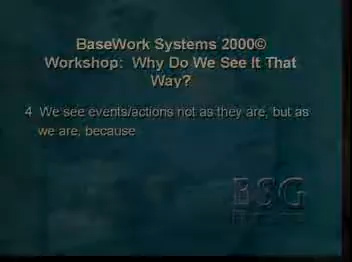 BaseWork Systems 2000©
Workshop: Why Do We See It That
Way?
4 We see events/actions not as they are, but as
we are, because
BSG